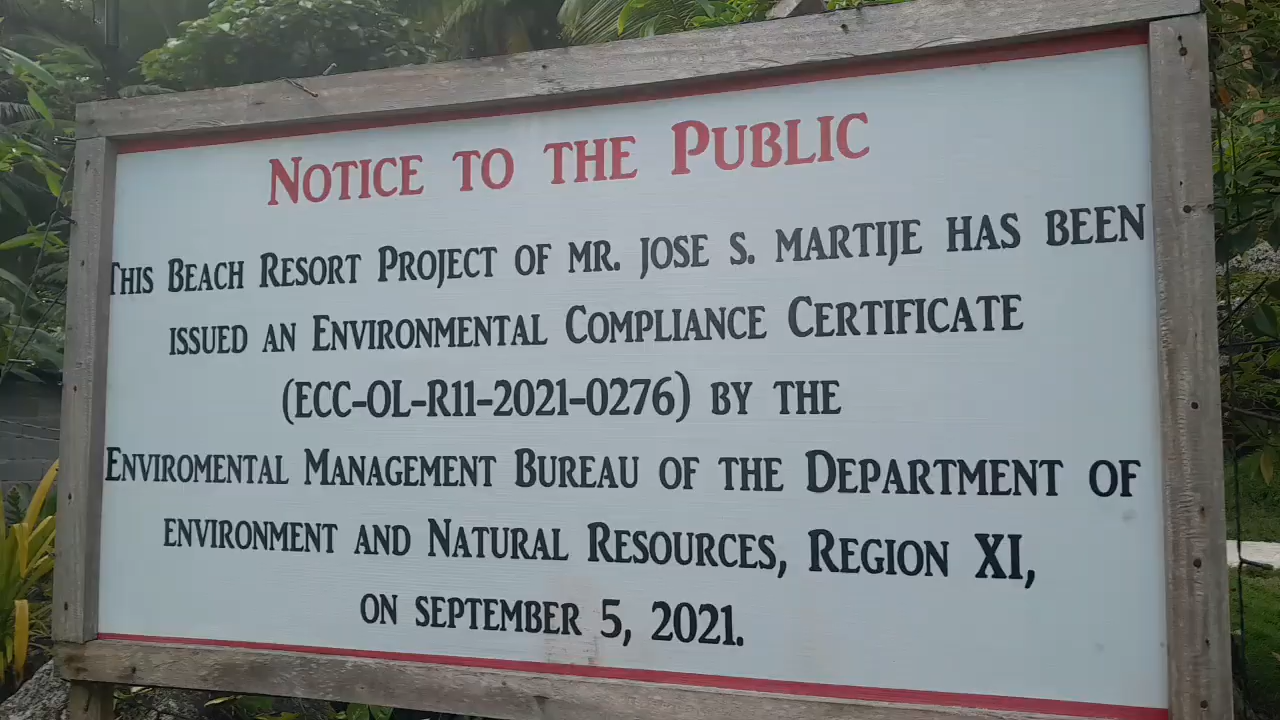 NOTICE TO THE PUBLIC
THIS BEACH RESORT PROJECT OF MR. JOSE S. MARTIJE HAS BEEN
ISSUED AN ENVIRONMENTAL COMPLIANCE CERTIFICATE
(ECC-OL-R11-2021-0276) BY THE
ENVIROMENTAL MANAGEMENT BUREAU OF THE DEPARTMENT OF
ENVIRONMENT AND NATURAL RESOURCES, REGION XI,
ON SEPTEMBER 5, 2021.